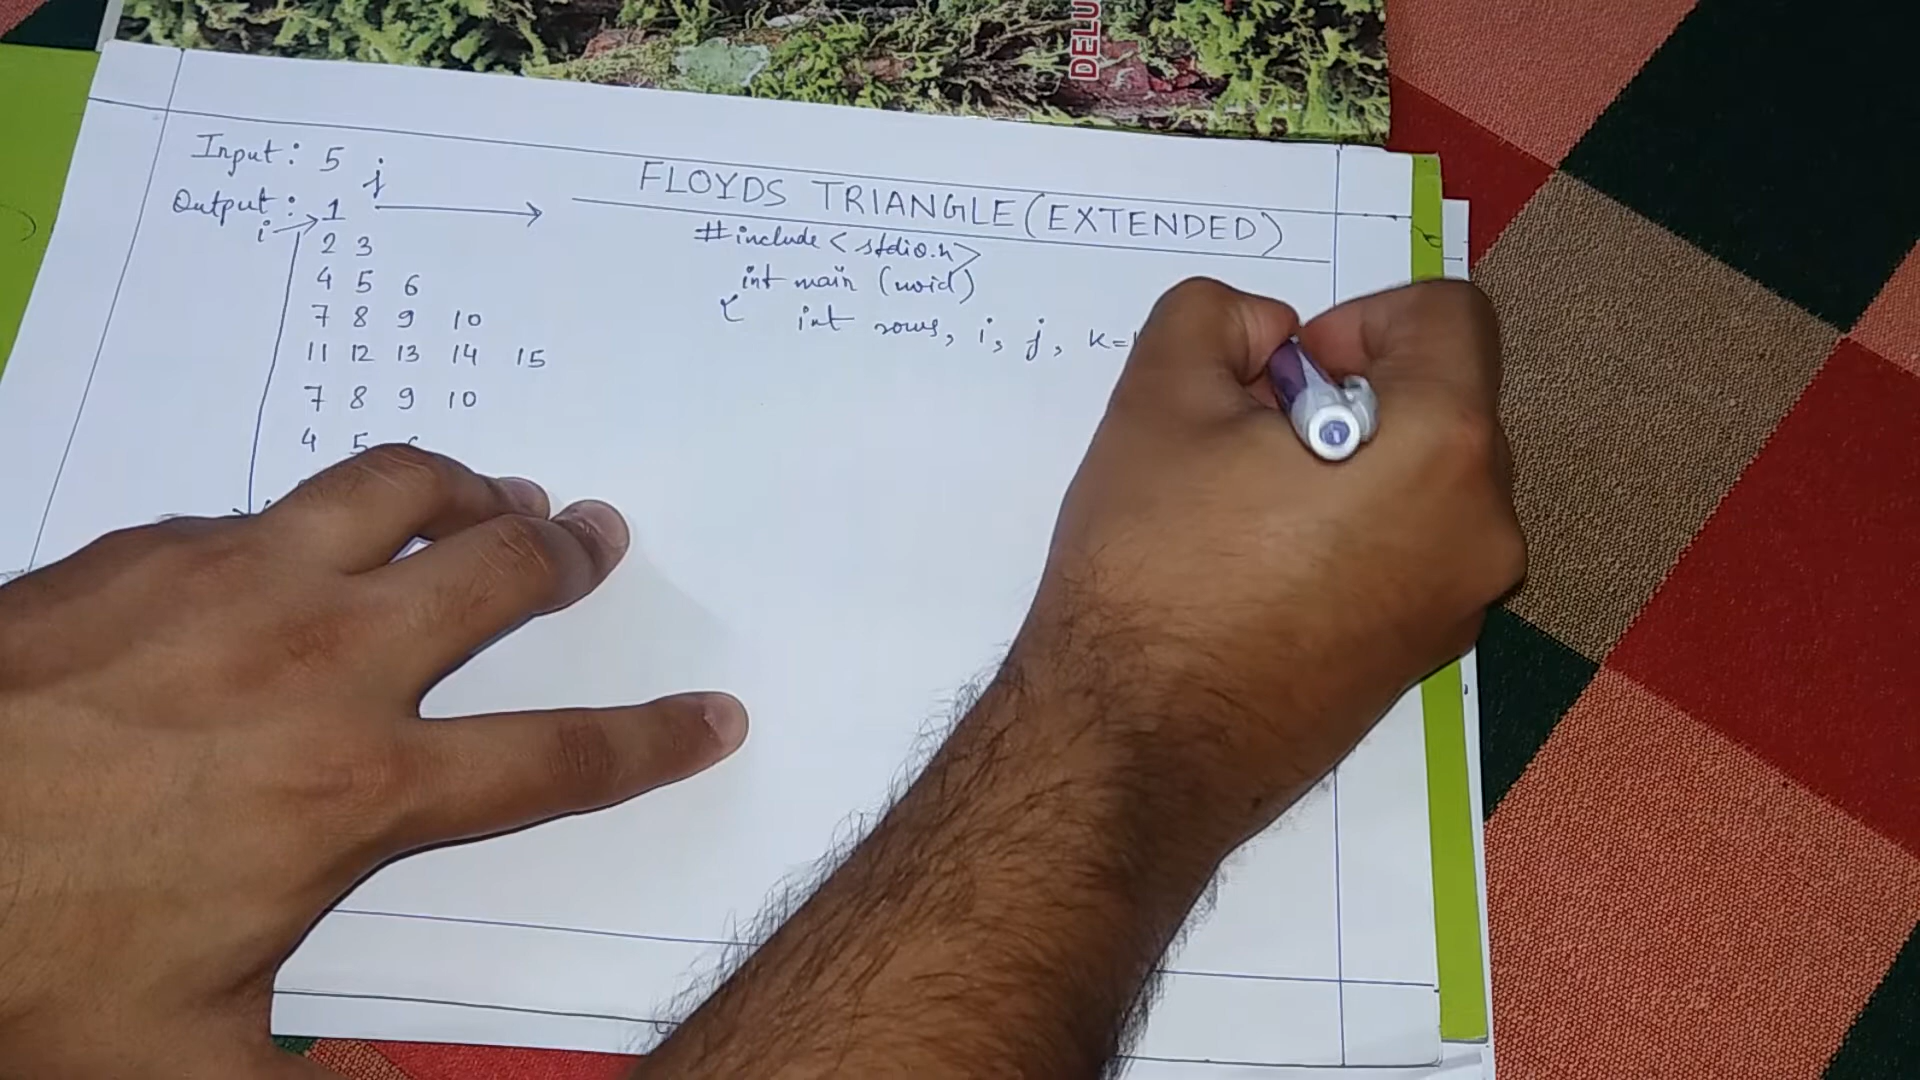 DELU
Input: 5
j
Output: 1
i
2 3
4 5 6
7 8 9 10
11 12 13 14 15
7 8 9 10
4 5
FLOYDS TRIANGLE (EXTENDED)
#include <stdio.h>
int main (void)
{ int rows, i, j, k=1